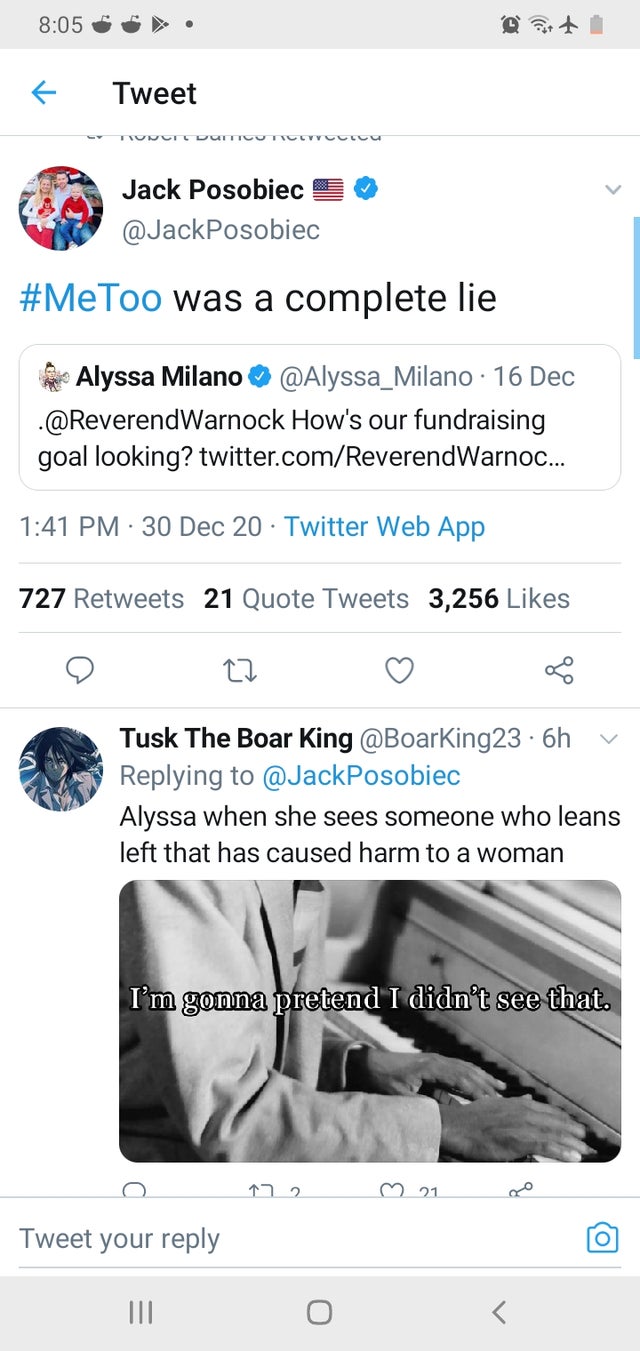 8:05
Tweet
Robert Barnes Retweeted
Jack Posobiec
@JackPosobiec
#MeToo was a complete lie
Alyssa Milano @Alyssa_Milano · 16 Dec
.@ReverendWarnock How's our fundraising
goal looking? twitter.com/ReverendWarnoc...
1:41 PM · 30 Dec 20 · Twitter Web App
727 Retweets 21 Quote Tweets 3,256 Likes
Tusk The Boar King @BoarKing23 · 6h
Replying to @JackPosobiec
Alyssa when she sees someone who leans
left that has caused harm to a woman
I'm gonna pretend I didn't see that.
2 21
Tweet your reply